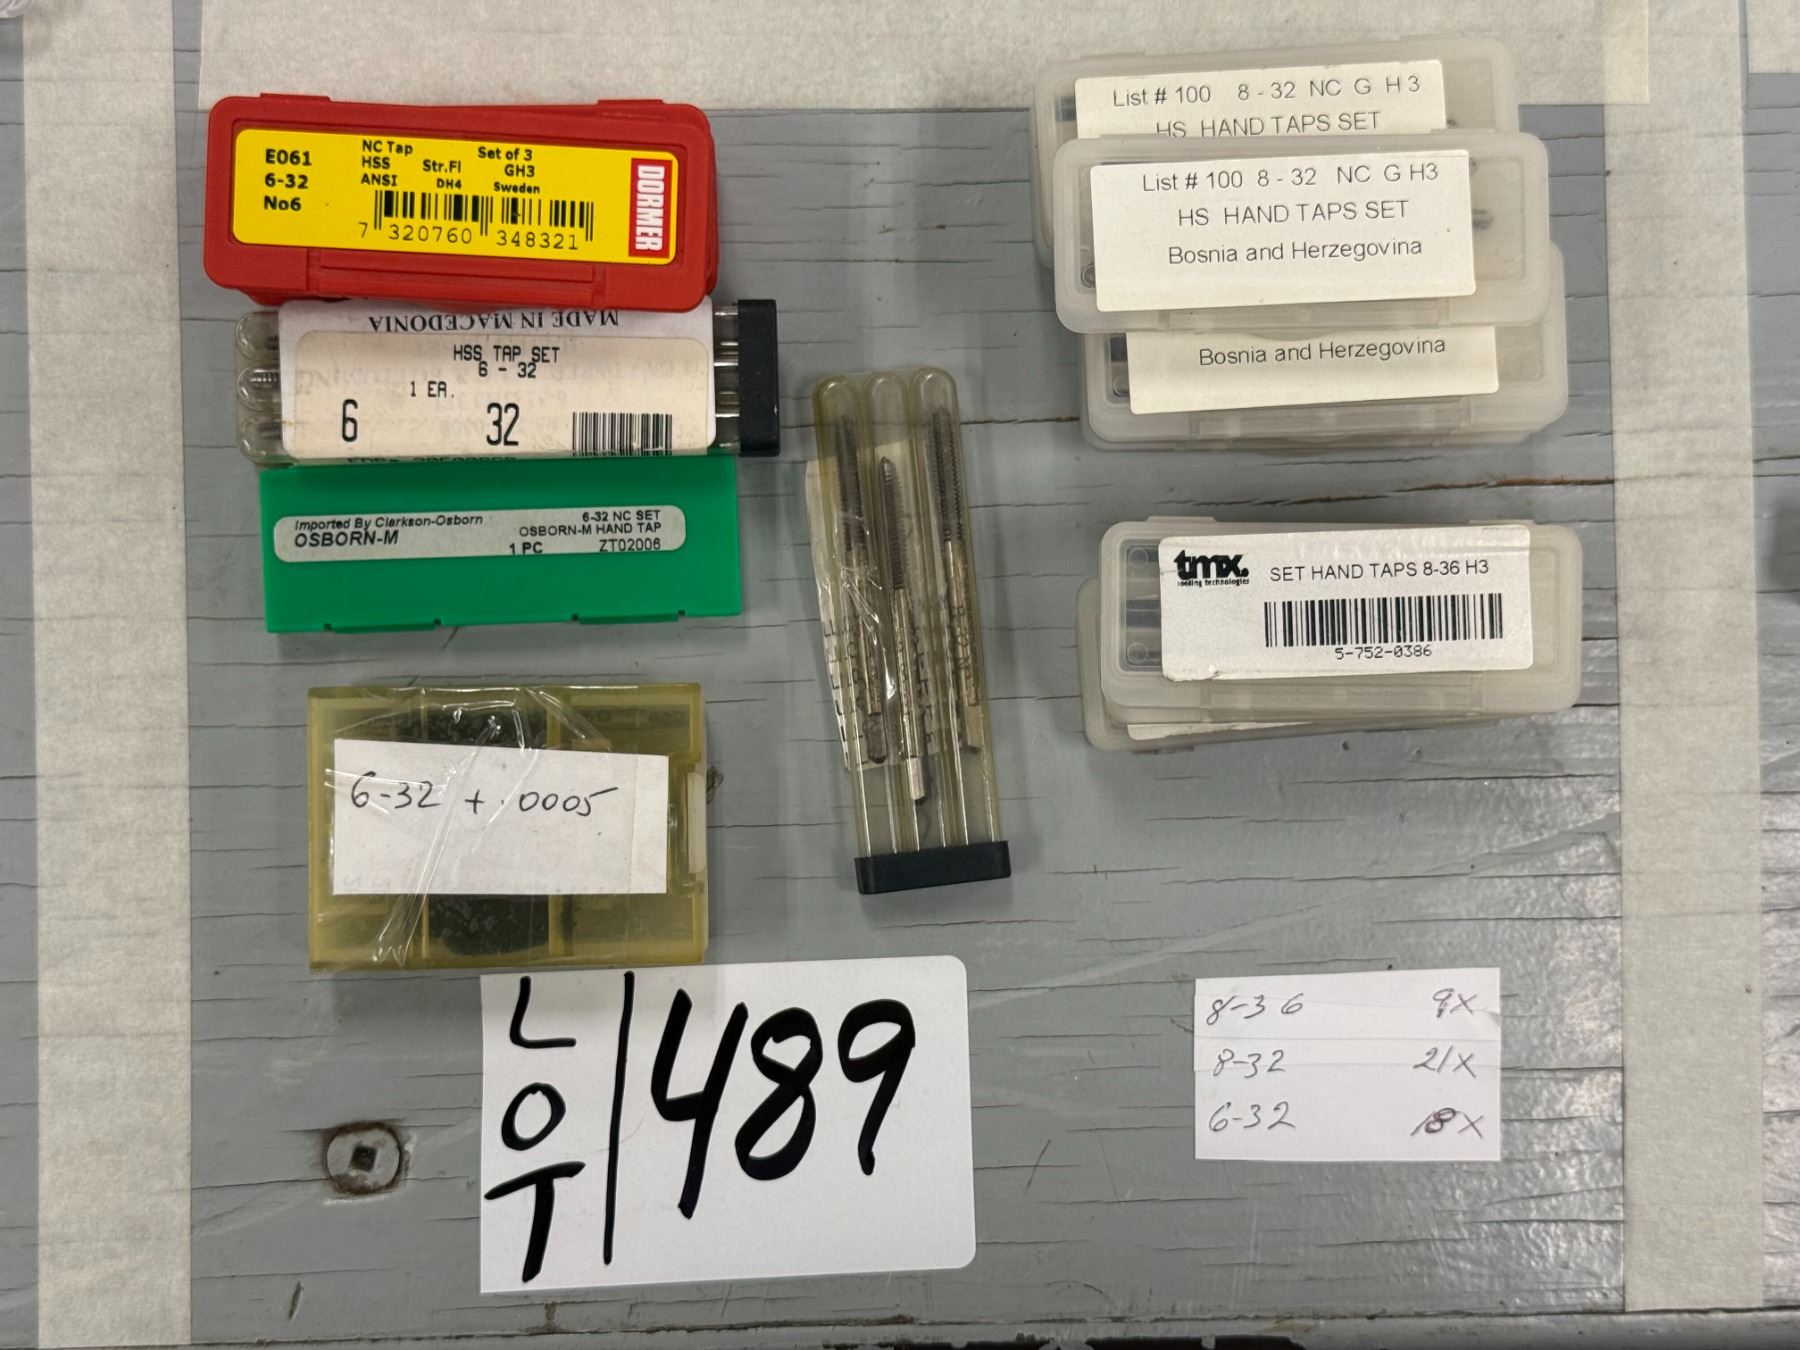 E061
6-32
No6
NC Tap
HSS
ANSI
Str.Fl
DH4
Set of 3
GH3
Sweden
7 320760 348321
DORMER
MADE IN MACEDONIA
HSS TAP SET
6 - 32
1 EA.
6 32
Imported By Clarkson-Osborn
OSBORN-M
6-32 NC SET
OSBORN-M HAND TAP
1 PC ZT02006
6-32 + .0005
LOT 489
List # 100 8 - 32 NC G H 3
HS HAND TAPS SET
List # 100 8 - 32 NC G H3
HS HAND TAPS SET
Bosnia and Herzegovina
Bosnia and Herzegovina
tmx.
tooling technologies
SET HAND TAPS 8-36 H3
5-752-0386
8-36 9X
8-32 21X
6-32 18X